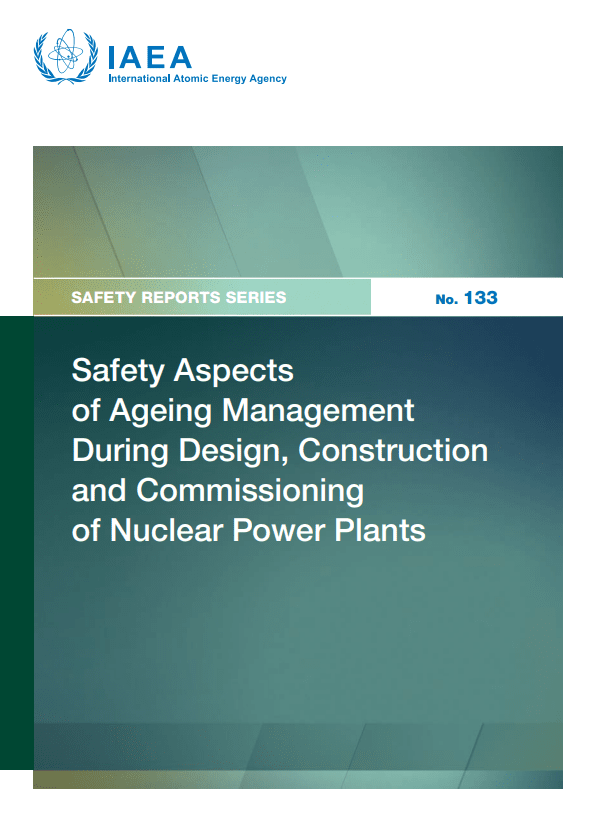 IAEA
International Atomic Energy Agency
SAFETY REPORTS SERIES
No. 133
Safety Aspects
of Ageing Management
During Design, Construction
and Commissioning
of Nuclear Power Plants